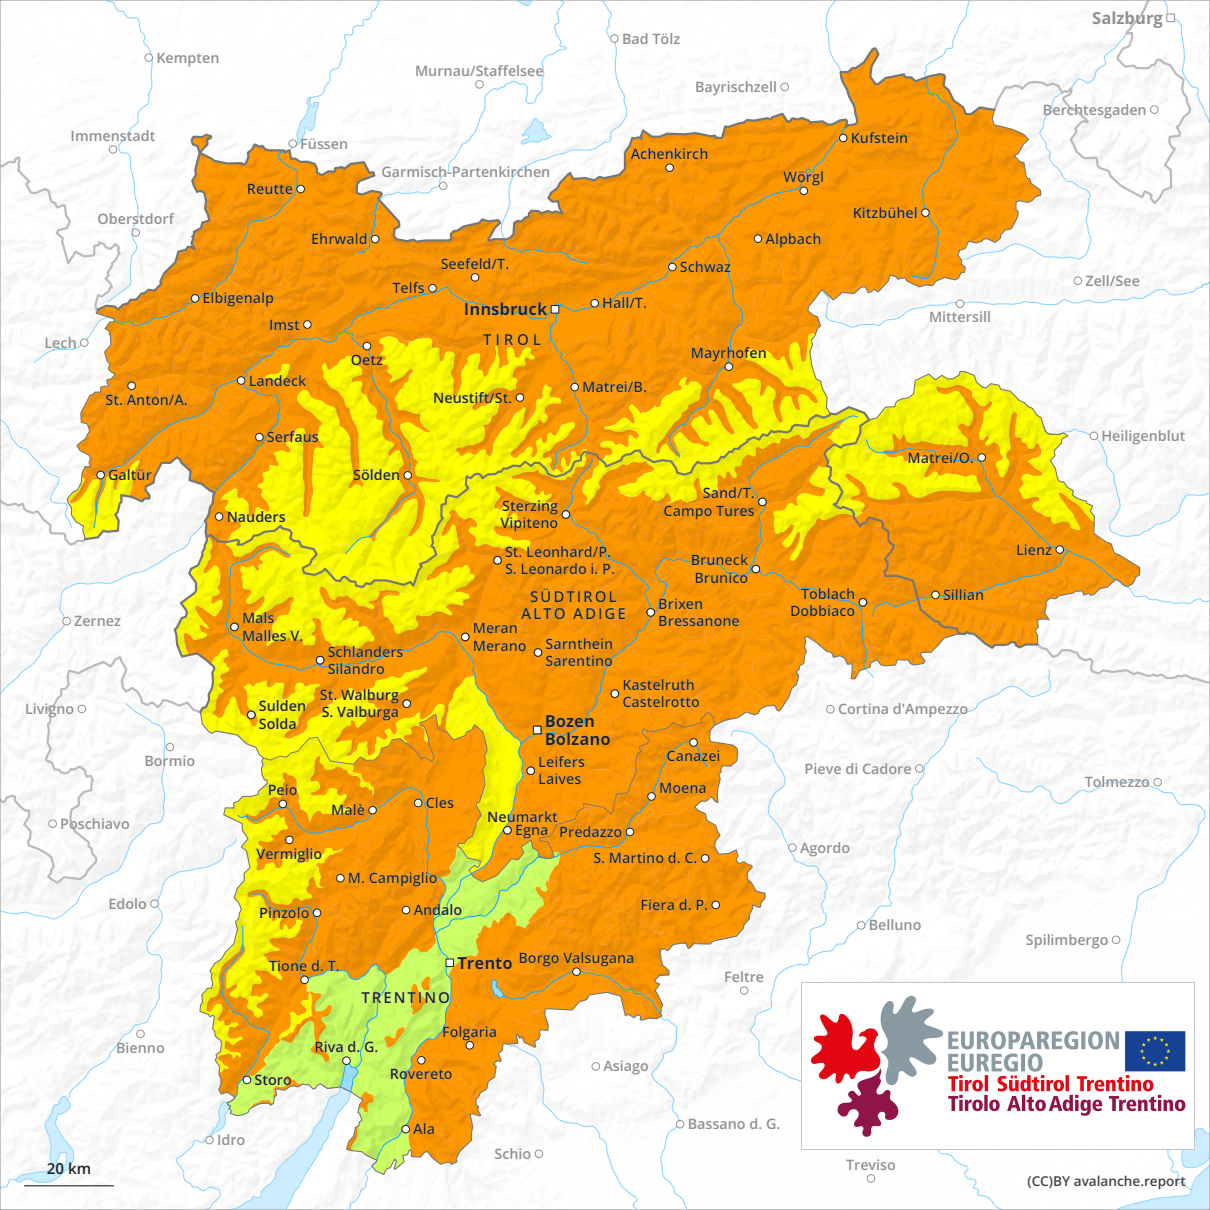 Salzburg
Bad Tölz
Kempten
Murnau/Staffelsee
Bayrischzell
Berchtesgaden
Immenstadt
Füssen
Kufstein
Achenkirch
Garmisch-Partenkirchen
Wörgl
Reutte
Oberstdorf
Kitzbühel
Ehrwald
Alpbach
Seefeld/T.
Schwaz
Zell/See
Telfs
Elbigenalp
Hall/T.
Innsbruck
Mittersill
Imst
TIROL
Lech
Oetz
Mayrhofen
Landeck
Matrei/B.
St. Anton/A.
Neustift/St.
Serfaus
Heiligenblut
Matrei/O.
Galtür
Sölden
Sand/T.
Campo Tures
Sterzing
Vipiteno
Nauders
Lienz
St. Leonhard/P.
S. Leonardo i. P.
Bruneck
Brunico
SÜDTIROL
ALTO ADIGE
Toblach
Dobbiaco
Sillian
Brixen
Bressanone
Zernez
Mals
Malles V.
Meran
Merano
Sarnthein
Sarentino
Schlanders
Silandro
Kastelruth
Castelrotto
St. Walburg
S. Valburga
Sulden
Solda
Livigno
Cortina d'Ampezzo
Bozen
Bolzano
Bormio
Canazei
Leifers
Laives
Pieve di Cadore
Tolmezzo
Peio
Moena
Malè
Cles
Neumarkt
Egna
Predazzo
Poschiavo
Vermiglio
Agordo
S. Martino d. C.
M. Campiglio
Edolo
Pinzolo
Andalo
Fiera d. P.
Belluno
Spilimbergo
Trento
Borgo Valsugana
Tione d. T.
Feltre
TRENTINO
Folgaria
Bienno
Riva d. G.
Rovereto
Asiago
Storo
EUROPAREGION
EUREGIO
Tirol Südtirol Trentino
Tirolo Alto Adige Trentino
Ala
Bassano d. G.
Idro
Schio
Treviso
20 km
(CC)BY avalanche.report